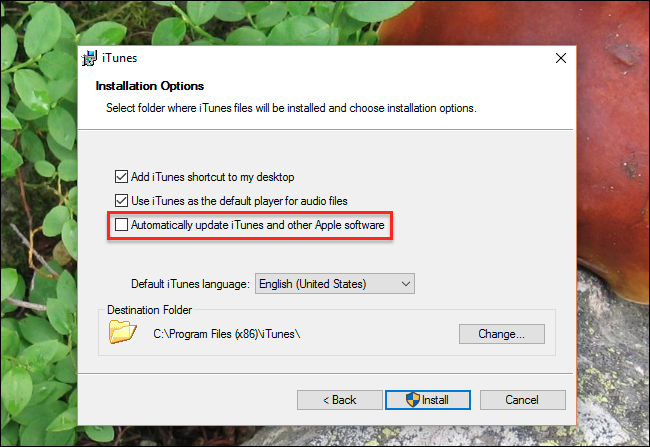 iTunes
Installation Options
Select folder where iTunes files will be installed and choose installation options.
Add iTunes shortcut to my desktop
Use iTunes as the default player for audio files
Automatically update iTunes and other Apple software
Default iTunes language: English (United States)
Destination Folder
C:\Program Files (x86)\iTunes\ Change...
< Back Install Cancel